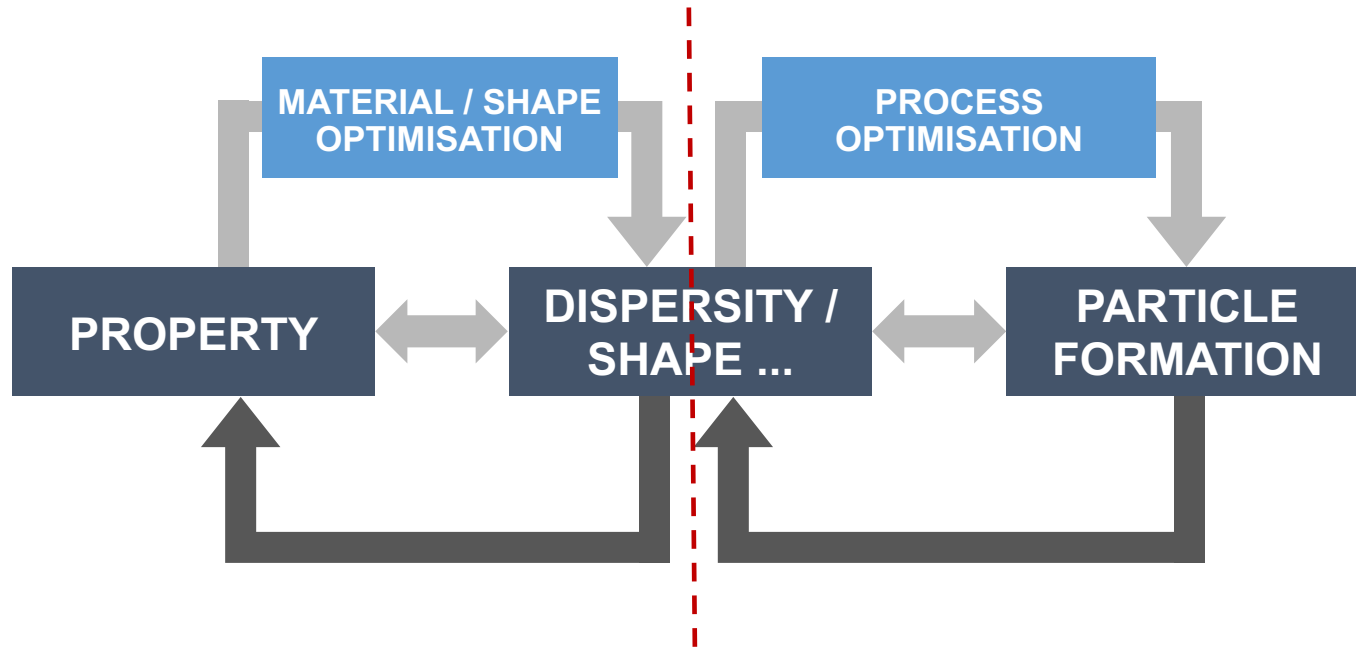 MATERIAL / SHAPE
OPTIMISATION
PROCESS
OPTIMISATION
PROPERTY
DISPERSITY /
SHAPE ...
PARTICLE
FORMATION